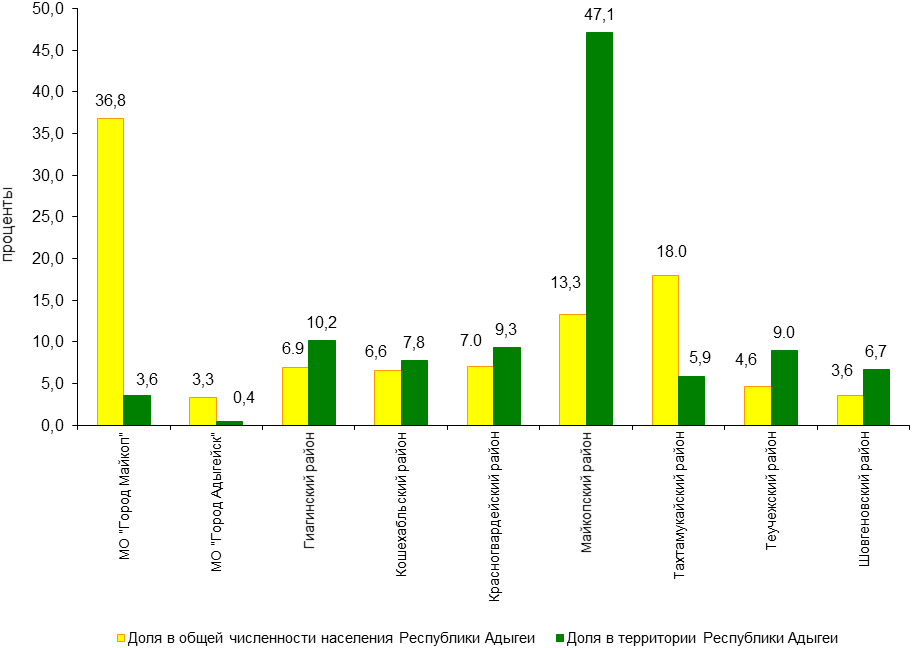 50,0
45,0
40,0
35,0
30,0
25,0
20,0
15,0
10,0
5,0
0,0
проценты
36,8
3,6
3,3
0,4
6.9
10,2
6,6
7,8
7.0
9,3
13,3
47,1
18.0
5,9
4,6
9.0
3,6
6,7
МО "Город Майкоп"
МО "Город Адыгейск"
Гиагинский район
Кошехабльский район
Красногвардейский район
Майкопский район
Тахтамукайский район
Теучежский район
Шовгеновский район
Доля в общей численности населения Республики Адыгеи
Доля в территории Республики Адыгеи